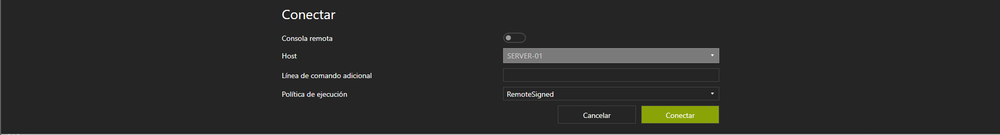 Conectar
Consola remota
Host
SERVER-01
Línea de comando adicional
Política de ejecución
RemoteSigned
Cancelar
Conectar